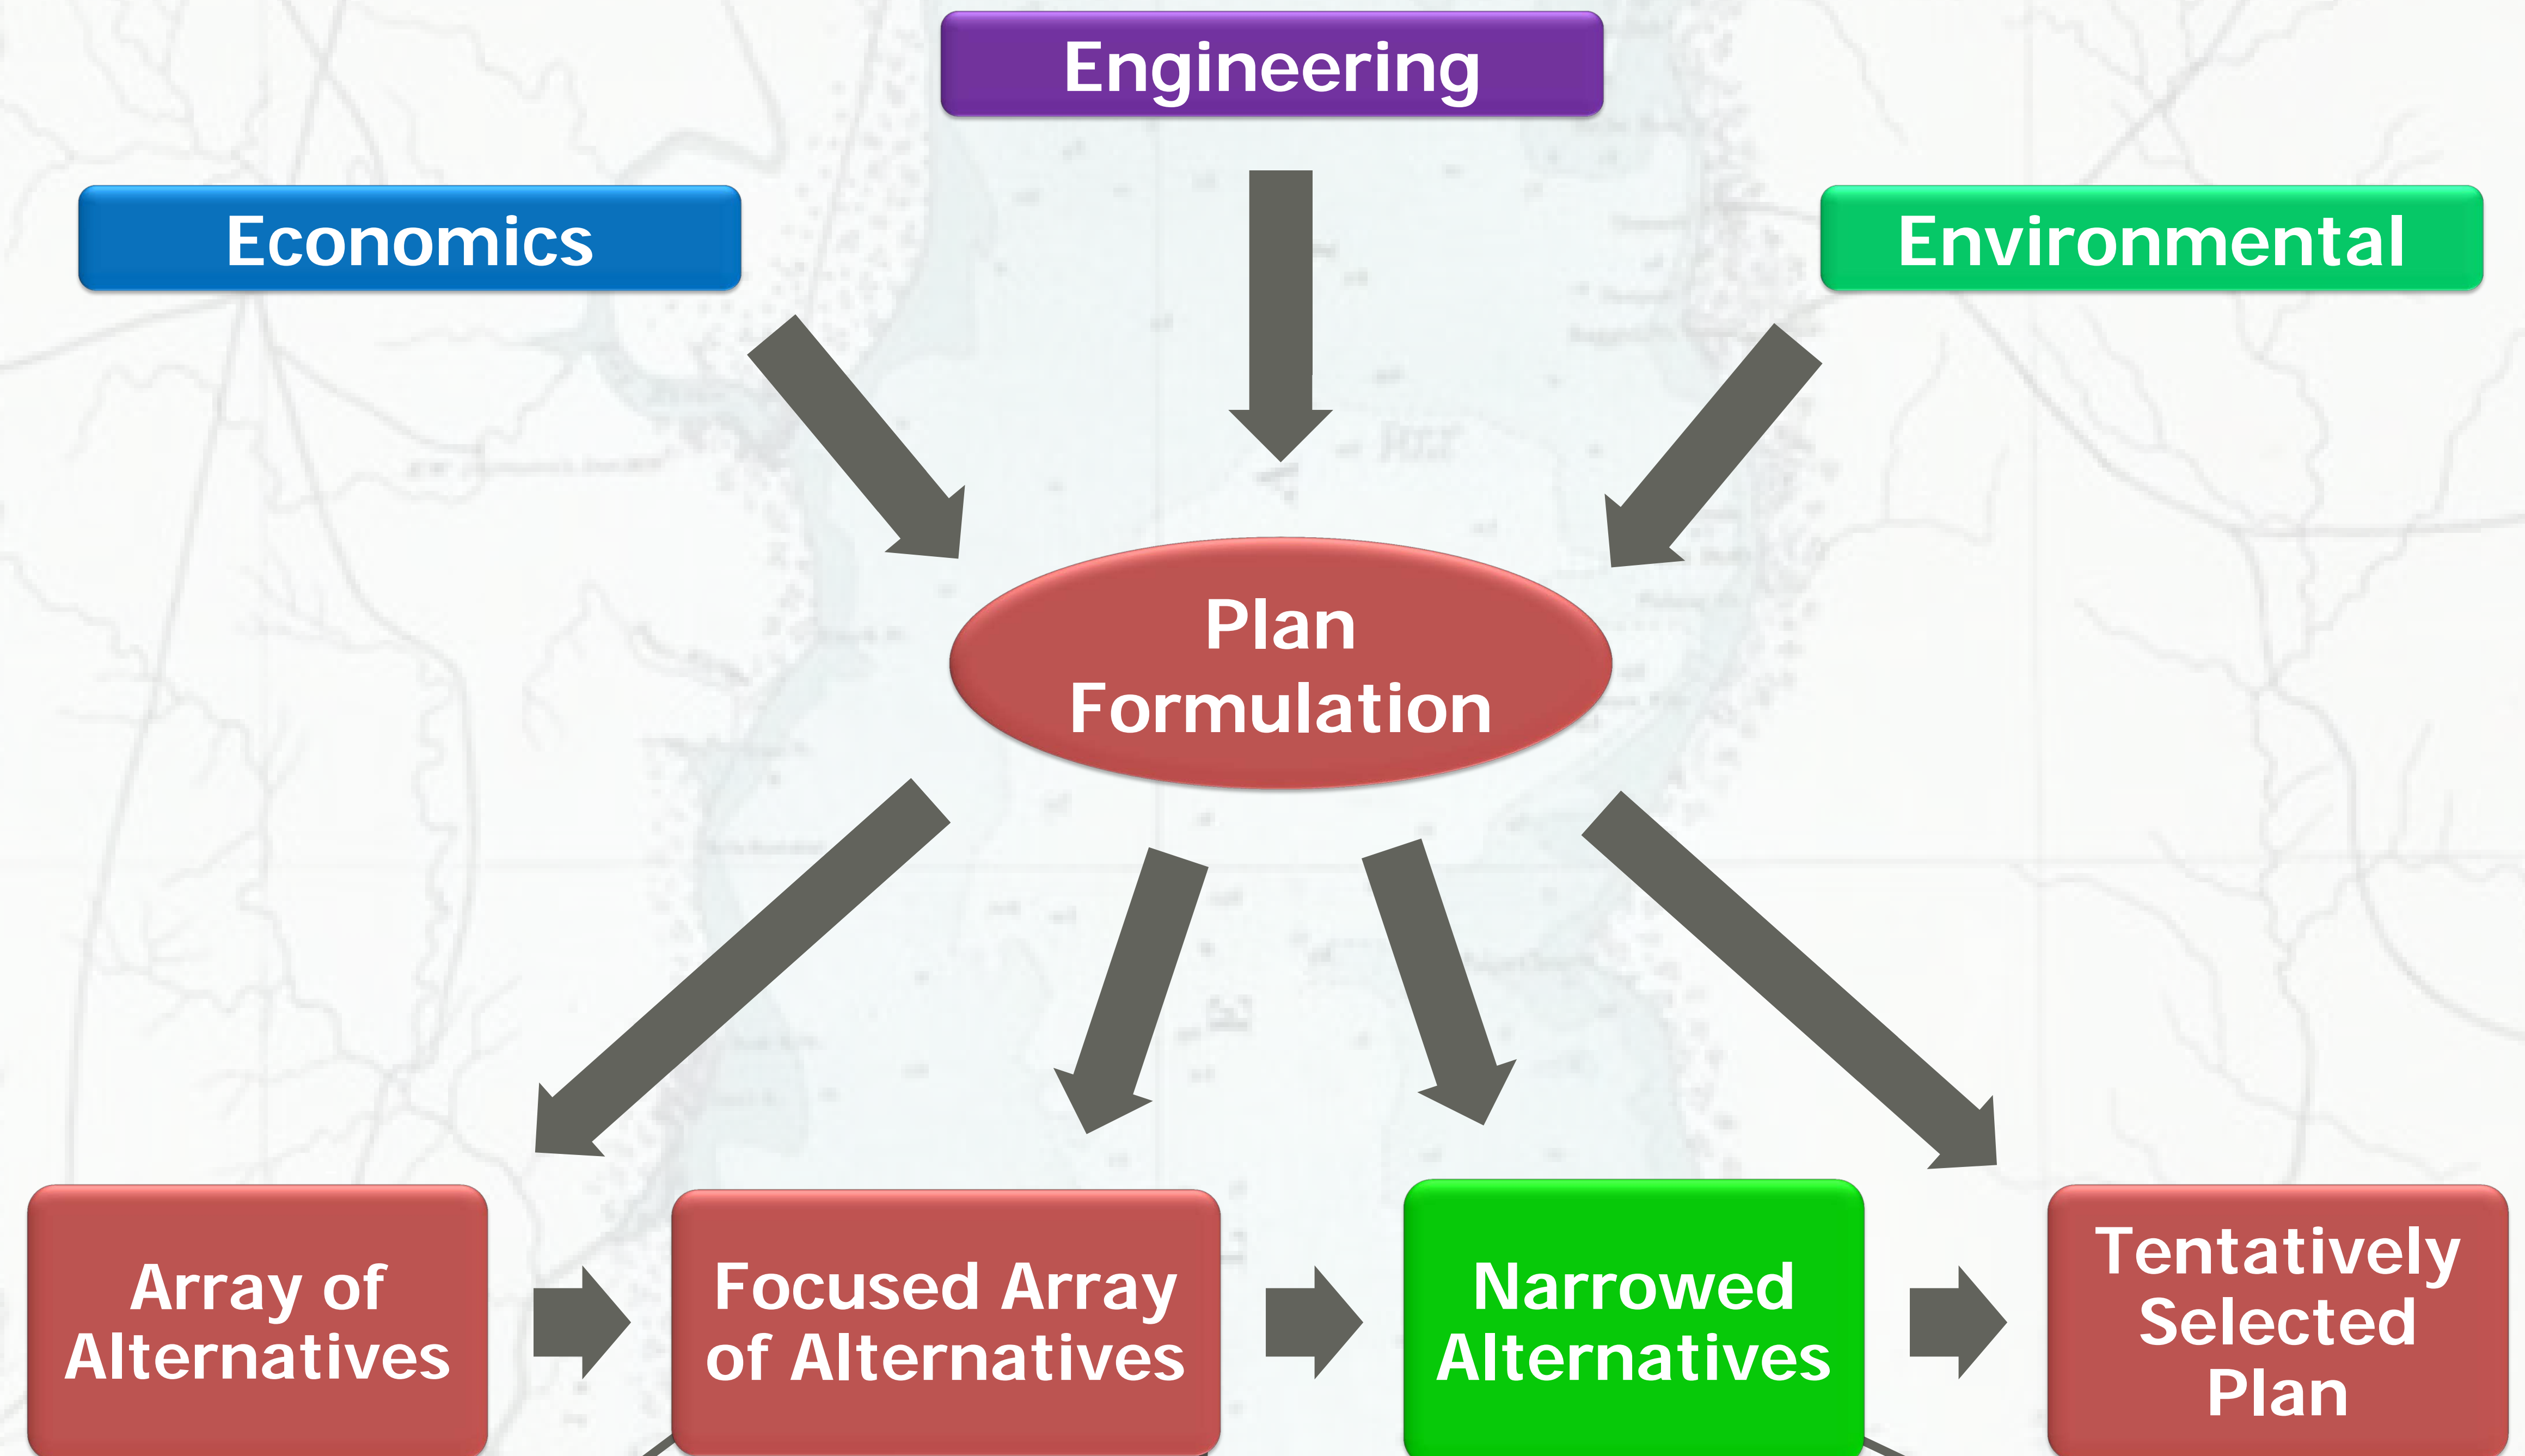 Engineering
Economics
Environmental
Plan
Formulation
Array of
Alternatives
Focused Array
of Alternatives
Narrowed
Alternatives
Tentatively
Selected
Plan